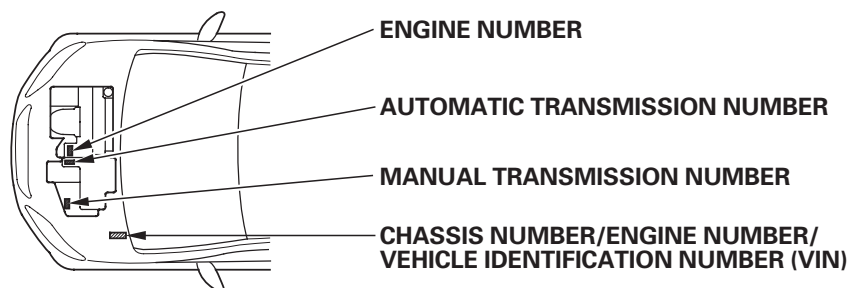 ENGINE NUMBER
AUTOMATIC TRANSMISSION NUMBER
MANUAL TRANSMISSION NUMBER
CHASSIS NUMBER/ENGINE NUMBER/
VEHICLE IDENTIFICATION NUMBER (VIN)